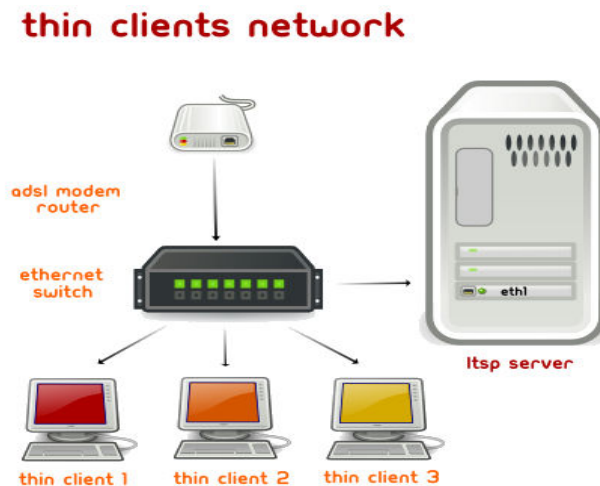 thin clients network
adsl modem
router
ethernet
switch
eth1
ltsp server
thin client 1
thin client 2
thin client 3